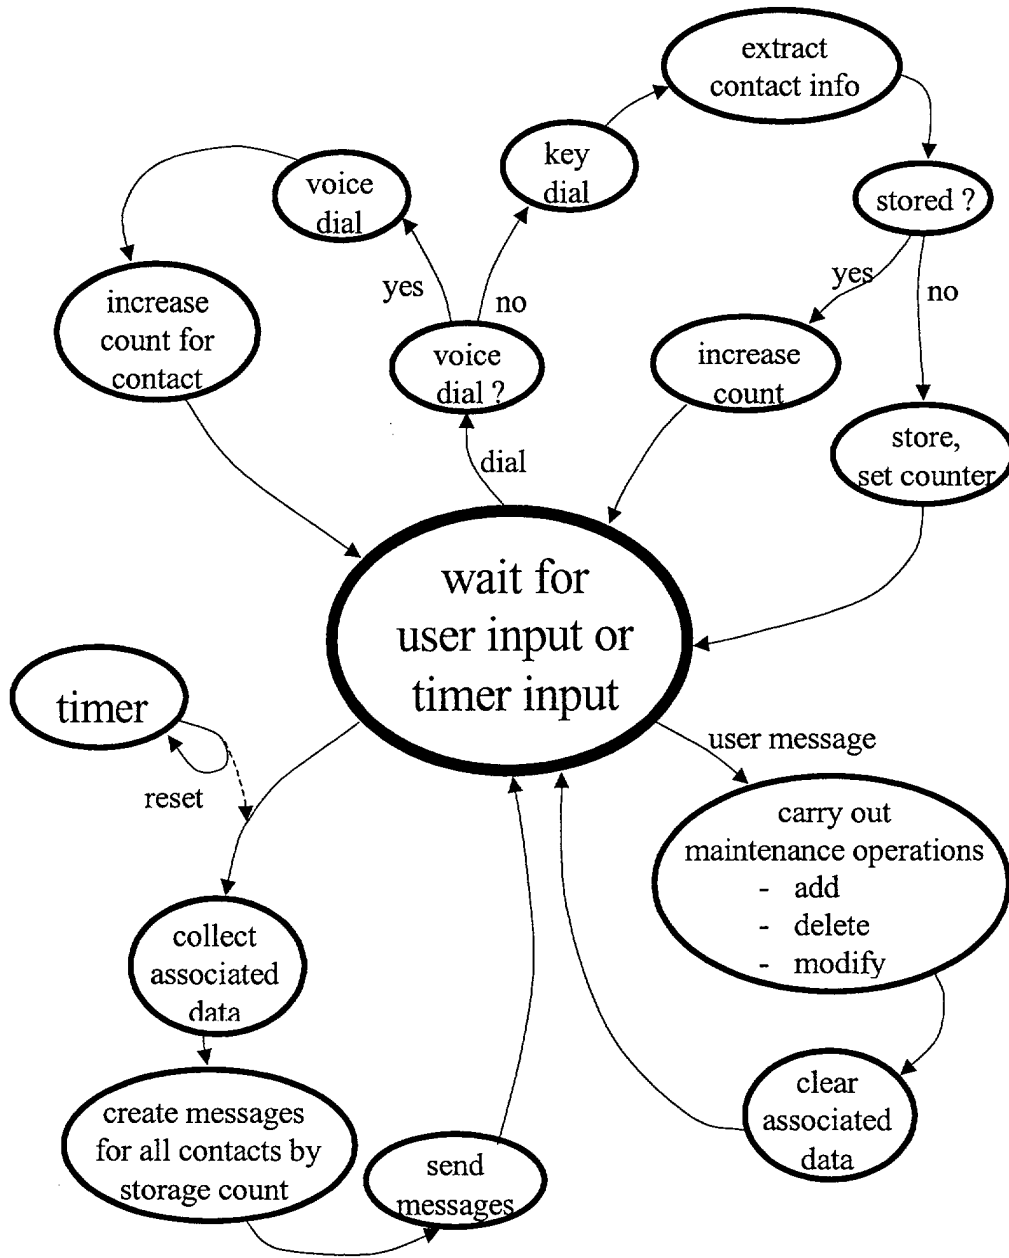 extract
contact info
key
dial
voice
dial
stored ?
yes
no
yes
no
increase
count for
contact
voice
dial ?
increase
count
store,
set counter
dial
wait for
user input or
timer input
timer
reset
user message
carry out
maintenance operations
- add
- delete
- modify
collect
associated
data
create messages
for all contacts by
storage count
send
messages
clear
associated
data